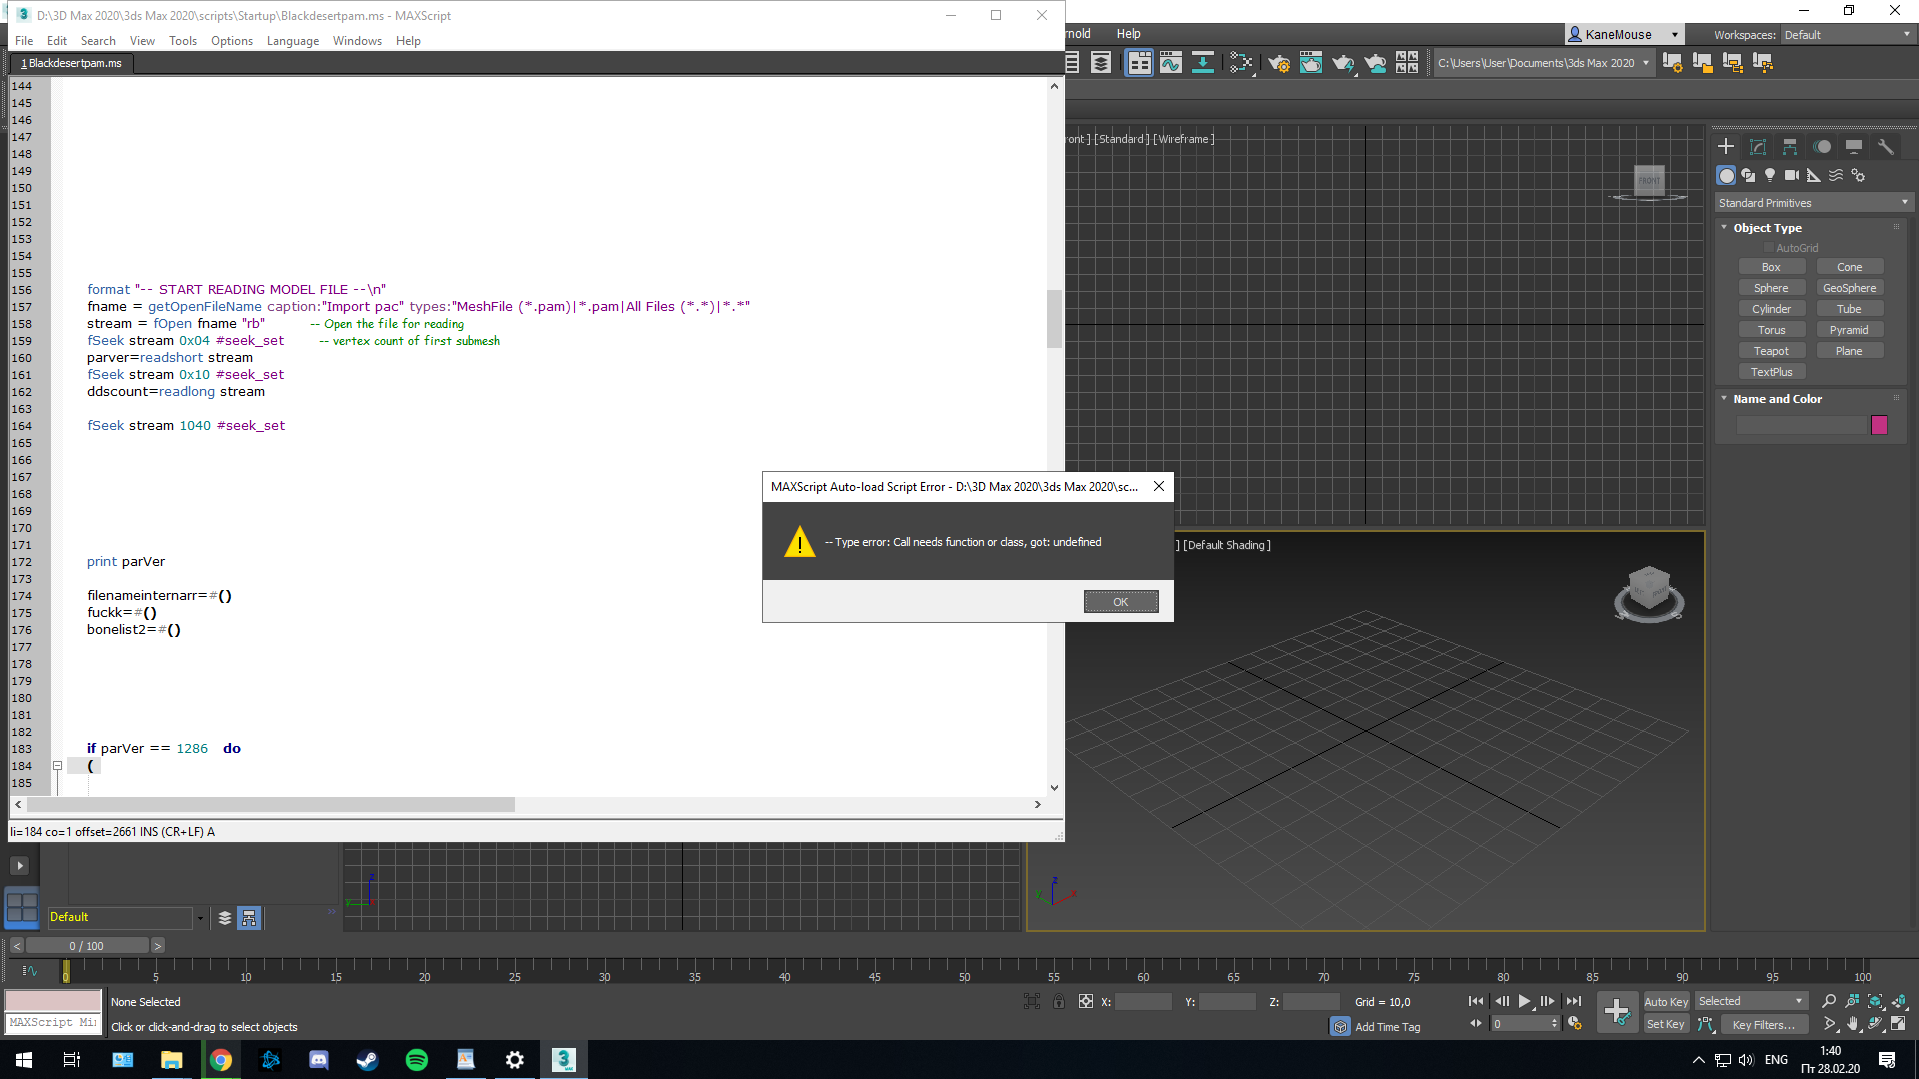 D:\3D Max 2020\3ds Max 2020\scripts\Startup\Blackdesertpam.ms - MAXScript
File Edit Search View Tools Options Language Windows Help
1 Blackdesertpam.ms
144
145
146
147
148
149
150
151
152
153
154
155
156 format "-- START READING MODEL FILE --\n"
157 fname = getOpenFileName caption:"Import pac" types:"MeshFile (*.pam)|*.pam|All Files (*.*)|*.*"
158 stream = fOpen fname "rb" -- Open the file for reading
159 fSeek stream 0x04 #seek_set -- vertex count of first submesh
160 parver=readshort stream
161 fSeek stream 0x10 #seek_set
162 ddscount=readlong stream
163
164 fSeek stream 1040 #seek_set
165
166
167
168
169
170
171
172 print parVer
173
174 filenameinternarr=#()
175 fuckk=#()
176 bonelist2=#()
177
178
179
180
181
182
183 if parVer == 1286 do
184 (
185
li=184 co=1 offset=2661 INS (CR+LF) A
MAXScript Auto-load Script Error - D:\3D Max 2020\3ds Max 2020\sc...
-- Type error: Call needs function or class, got: undefined
OK
Help
KaneMouse
Workspaces: Default
C:\Users\User\Documents\3ds Max 2020
[Standard] [Wireframe]
FRONT
[Default Shading]
Standard Primitives
Object Type
AutoGrid
Box Cone
Sphere GeoSphere
Cylinder Tube
Torus Pyramid
Teapot Plane
TextPlus
Name and Color
z
y
z
y x
Default
< 0 / 100 >
0 5 10 15 20 25 30 35 40 45 50 55 60 65 70 75 80 85 90 95 100
None Selected
X: Y: Z: Grid = 10,0
Auto Key Selected
MAXScript Mi
Click or click-and-drag to select objects
Add Time Tag
0
Set Key Key Filters...
ENG
1:40
Пт 28.02.20